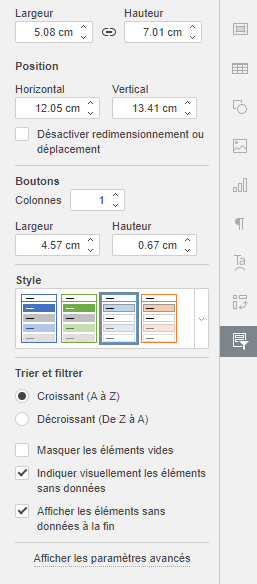 Largeur Hauteur
5.08 cm 7.01 cm
Position
Horizontal Vertical
12.05 cm 13.41 cm
Désactiver redimensionnement ou
déplacement
Boutons
Colonnes 1
Largeur Hauteur
4.57 cm 0.67 cm
Style
Trier et filtrer
Croissant (A à Z)
Décroissant (De Z à A)
Masquer les éléments vides
Indiquer visuellement les éléments
sans données
Afficher les éléments sans
données à la fin
Afficher les paramètres avancés
Ta